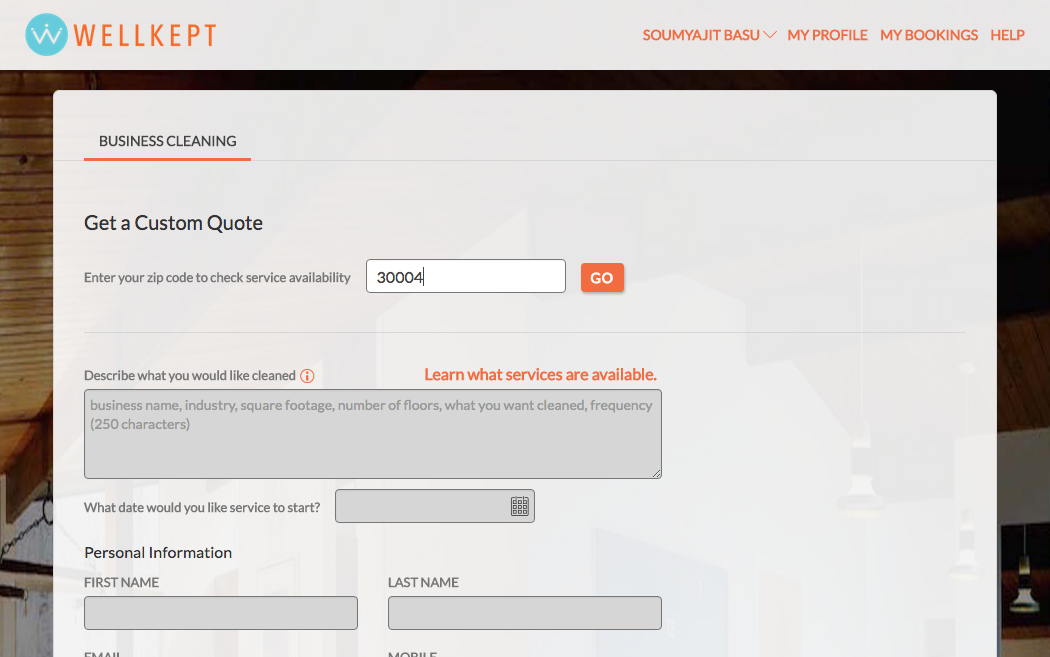 WELLKEPT
SOUMYAJIT BASU MY PROFILE MY BOOKINGS HELP
BUSINESS CLEANING
Get a Custom Quote
Enter your zip code to check service availability 30004 GO
Describe what you would like cleaned Learn what services are available.
business name, industry, square footage, number of floors, what you want cleaned, frequency
(250 characters)
What date would you like service to start?
Personal Information
FIRST NAME LAST NAME
EMAIL MOBILE